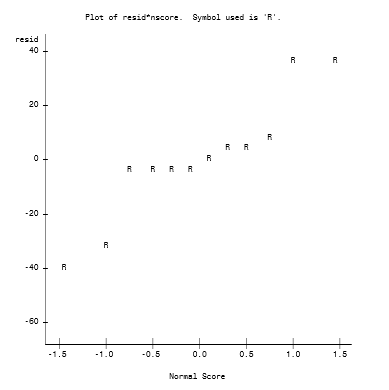 Plot of resid*nscore.  Symbol used is 'R'.
resid
40
R R
20
R
R R
0
R
R R R R
-20
R
-40
R
-60
-1.5 -1.0 -0.5 0.0 0.5 1.0 1.5
Normal Score